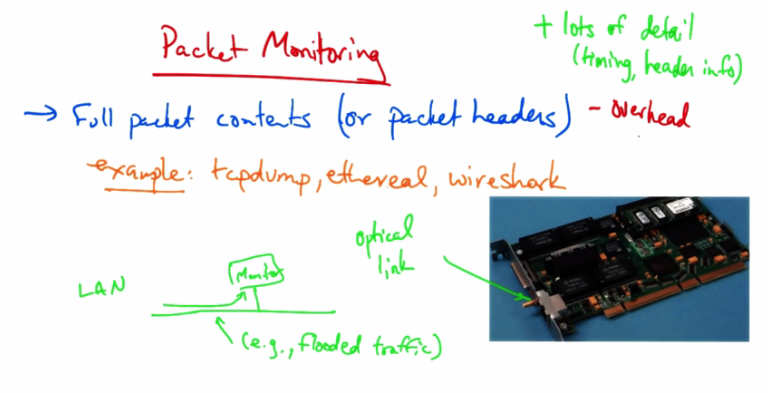 Packet Monitoring
+ lots of detail
(timing, header info)
→ Full packet contents (or packet headers) - overhead
example: tcpdump, ethereal, wireshark
optical
link
Monitor
LAN
(e.g., flooded traffic)